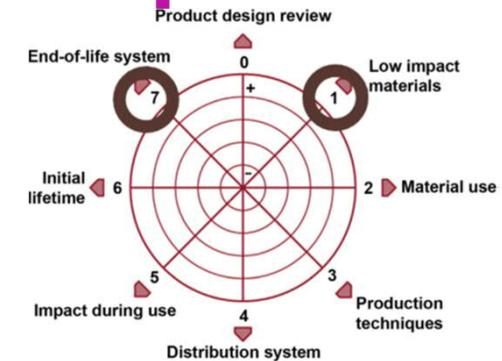 Product design review
0
+
End-of-life system
7
Low impact
materials
1
-
Initial
lifetime
6
2
Material use
5
Impact during use
3
Production
techniques
4
Distribution system